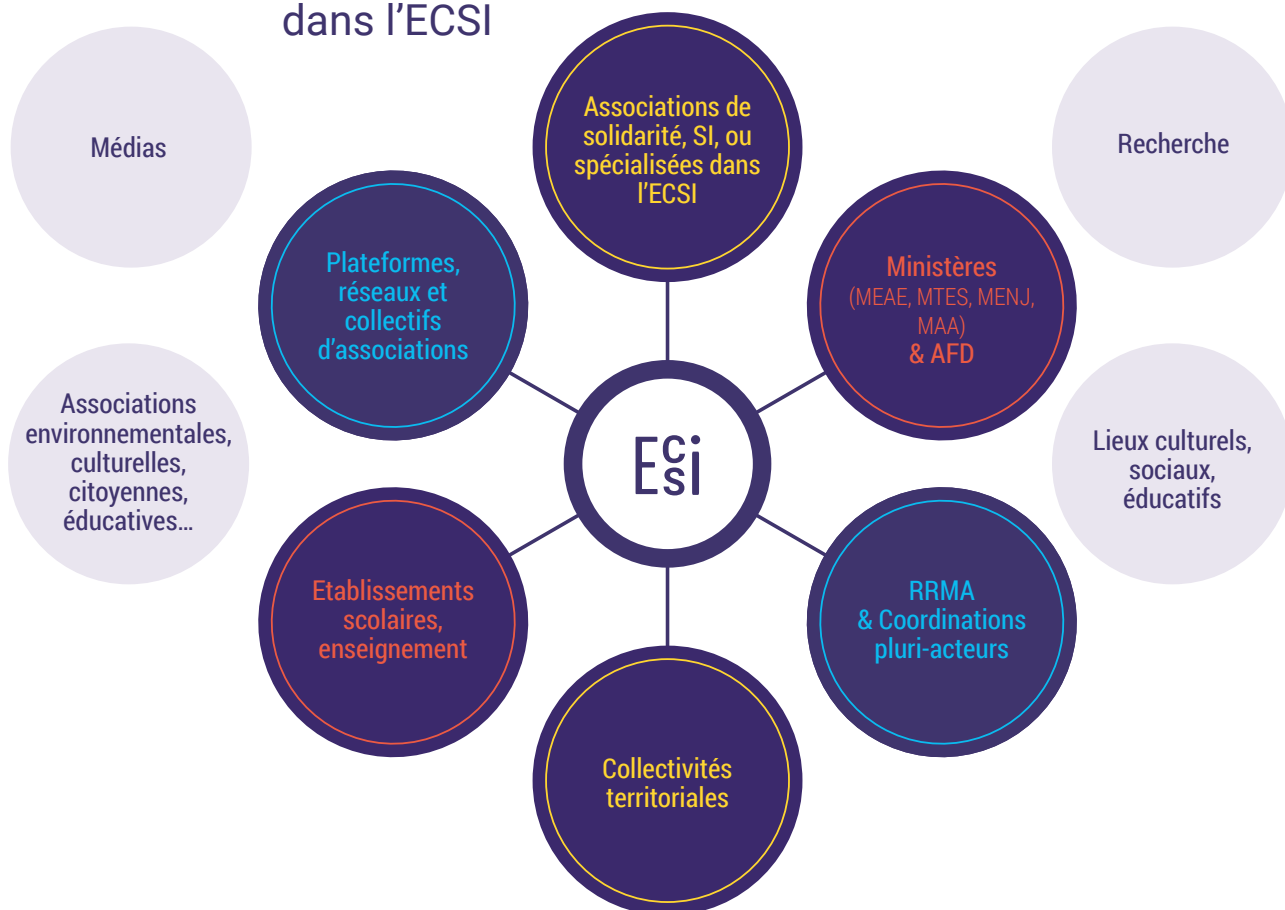 dans l'ECSI
Médias
Associations de
solidarité, SI, ou
spécialisées dans
l'ECSI
Recherche
Plateformes,
réseaux et
collectifs
d'associations
Ministères
(MEAE, MTES, MENJ,
MAA)
& AFD
Associations
environnementales,
culturelles,
citoyennes,
éducatives...
ECSi
Lieux culturels,
sociaux,
éducatifs
Etablissements
scolaires,
enseignement
RRMA
& Coordinations
pluri-acteurs
Collectivités
territoriales